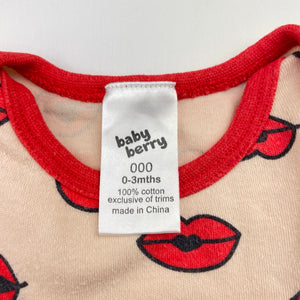 baby
berry
000
0-3mths
100% cotton
exclusive of trims
made in China